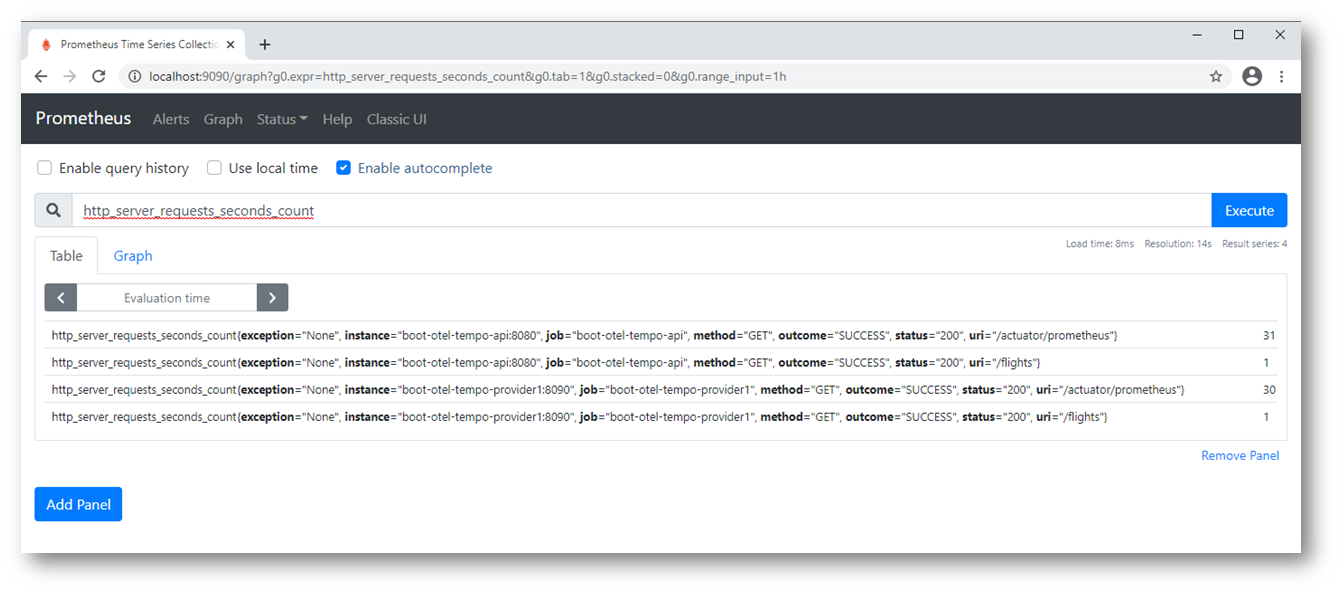 Prometheus Time Series Collectio
localhost:9090/graph?g0.expr=http_server_requests_seconds_count&g0.tab=1&g0.stacked=0&g0.range_input=1h
Prometheus Alerts Graph Status Help Classic UI
Enable query history Use local time Enable autocomplete
http_server_requests_seconds_count Execute
Load time: 8ms Resolution: 14s Result series: 4
Table Graph
Evaluation time
http_server_requests_seconds_count{exception="None", instance="boot-otel-tempo-api:8080", job="boot-otel-tempo-api", method="GET", outcome="SUCCESS", status="200", uri="/actuator/prometheus"} 31
http_server_requests_seconds_count{exception="None", instance="boot-otel-tempo-api:8080", job="boot-otel-tempo-api", method="GET", outcome="SUCCESS", status="200", uri="/flights"} 1
http_server_requests_seconds_count{exception="None", instance="boot-otel-tempo-provider1:8090", job="boot-otel-tempo-provider1", method="GET", outcome="SUCCESS", status="200", uri="/actuator/prometheus"} 30
http_server_requests_seconds_count{exception="None", instance="boot-otel-tempo-provider1:8090", job="boot-otel-tempo-provider1", method="GET", outcome="SUCCESS", status="200", uri="/flights"} 1
Remove Panel
Add Panel